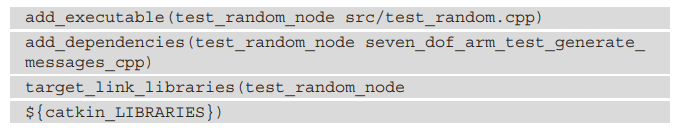 add_executable(test_random_node src/test_random.cpp)
add_dependencies(test_random_node seven_dof_arm_test_generate_
messages_cpp)
target_link_libraries(test_random_node
${catkin_LIBRARIES})